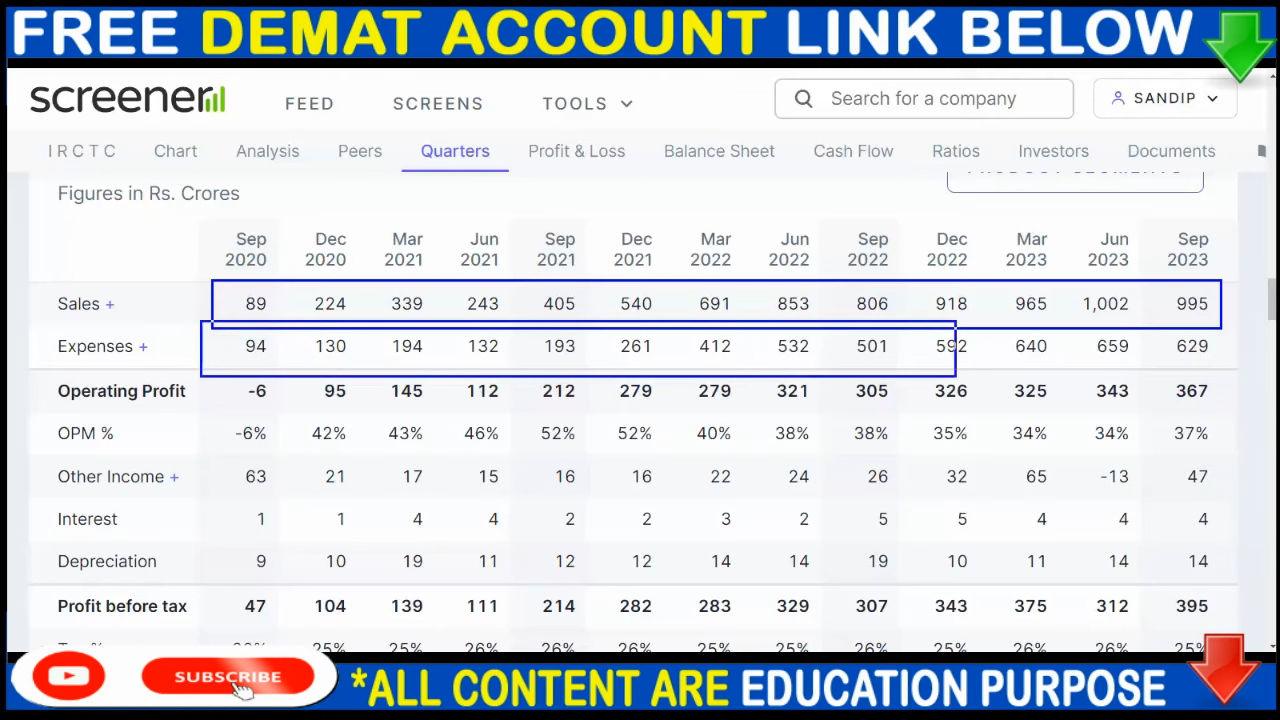 FREE DEMAT ACCOUNT LINK BELOW
screener
FEED SCREENS TOOLS
Search for a company
SANDIP
I R C T C Chart Analysis Peers Quarters Profit & Loss Balance Sheet Cash Flow Ratios Investors Documents
Figures in Rs. Crores
PRODUCT SEGMENTS
Sep 2020 Dec 2020 Mar 2021 Jun 2021 Sep 2021 Dec 2021 Mar 2022 Jun 2022 Sep 2022 Dec 2022 Mar 2023 Jun 2023 Sep 2023
Sales + 89 224 339 243 405 540 691 853 806 918 965 1,002 995
Expenses + 94 130 194 132 193 261 412 532 501 592 640 659 629
Operating Profit -6 95 145 112 212 279 279 321 305 326 325 343 367
OPM % -6% 42% 43% 46% 52% 52% 40% 38% 38% 35% 34% 34% 37%
Other Income + 63 21 17 15 16 16 22 24 26 32 65 -13 47
Interest 1 1 4 4 2 2 3 2 5 5 4 4 4
Depreciation 9 10 19 11 12 12 14 14 19 10 11 14 14
Profit before tax 47 104 139 111 214 282 283 329 307 343 375 312 395
SUBSCRIBE
*ALL CONTENT ARE EDUCATION PURPOSE